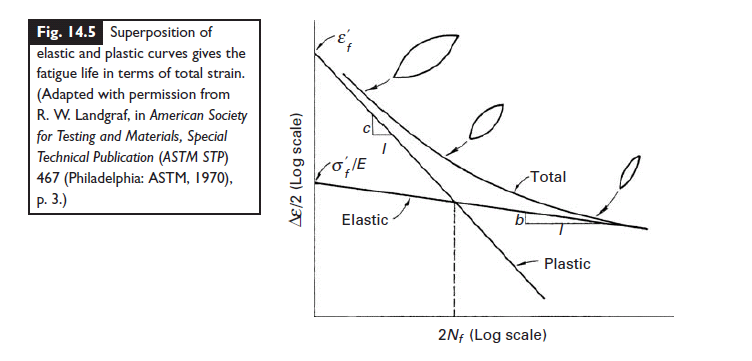 Fig. 14.5 Superposition of
elastic and plastic curves gives the
fatigue life in terms of total strain.
(Adapted with permission from
R. W. Landgraf, in American Society
for Testing and Materials, Special
Technical Publication (ASTM STP)
467 (Philadelphia: ASTM, 1970),
p. 3.)
ε′f
c
1
σ′f/E
Total
Elastic
b
1
Plastic
Δε/2 (Log scale)
2Nf (Log scale)